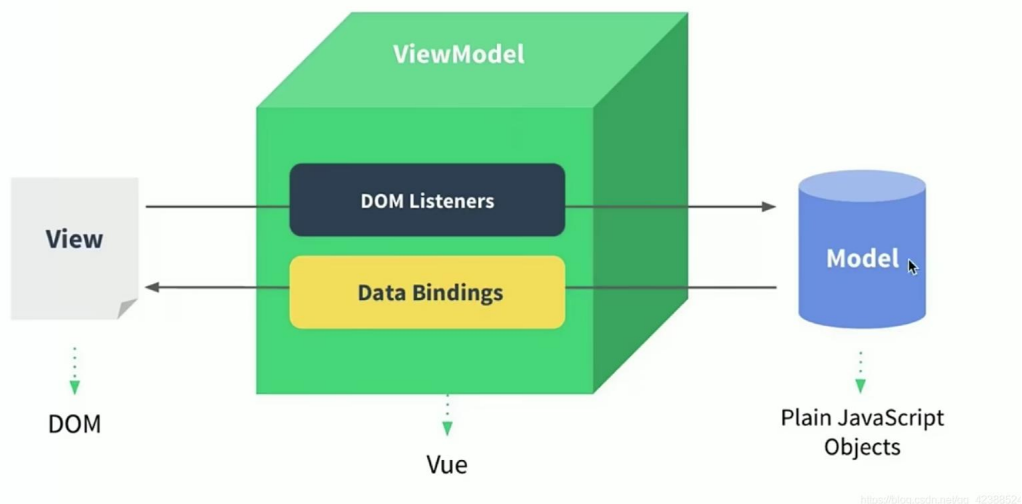 ViewModel
DOM Listeners
View
Model
Data Bindings
DOM
Plain JavaScript
Objects
Vue